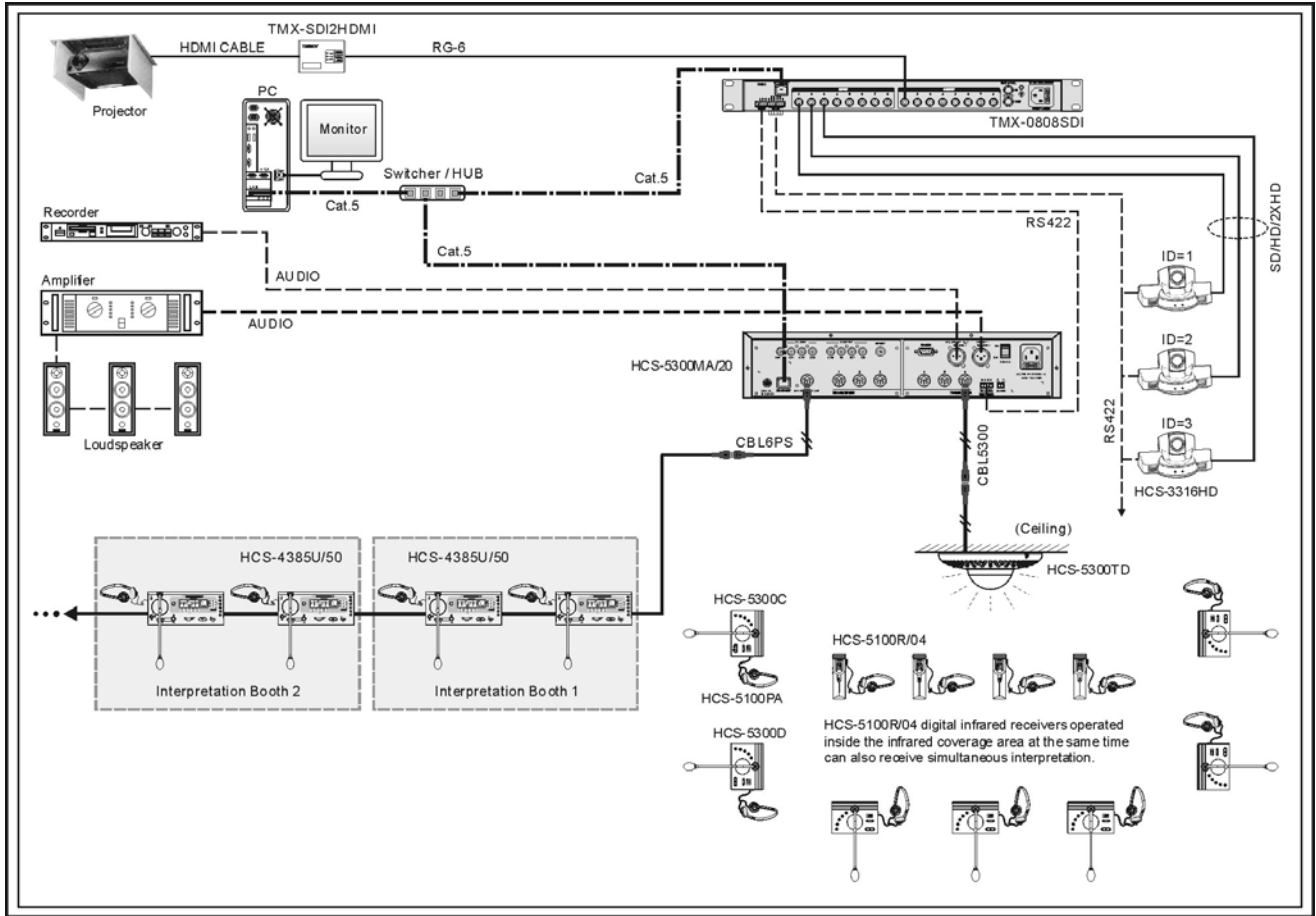 TMX-SDI2HDMI
HDMI CABLE
RG-6
Projector
PC
Monitor
TMX-0808SDI
Switcher / HUB
Cat.5
Cat.5
Cat.5
Recorder
AUDIO
RS422
SD/HD/2XHD
Amplifier
AUDIO
ID=1
HCS-5300MA/20
ID=2
Loudspeaker
RS422
ID=3
CBL6PS
CBL5300
HCS-3316HD
(Ceiling)
HCS-4385U/50
HCS-4385U/50
HCS-5300TD
HCS-5300C
HCS-5100R/04
Interpretation Booth 2
Interpretation Booth 1
HCS-5100PA
HCS-5300D
HCS-5100R/04 digital infrared receivers operated
inside the infrared coverage area at the same time
can also receive simultaneous interpretation.